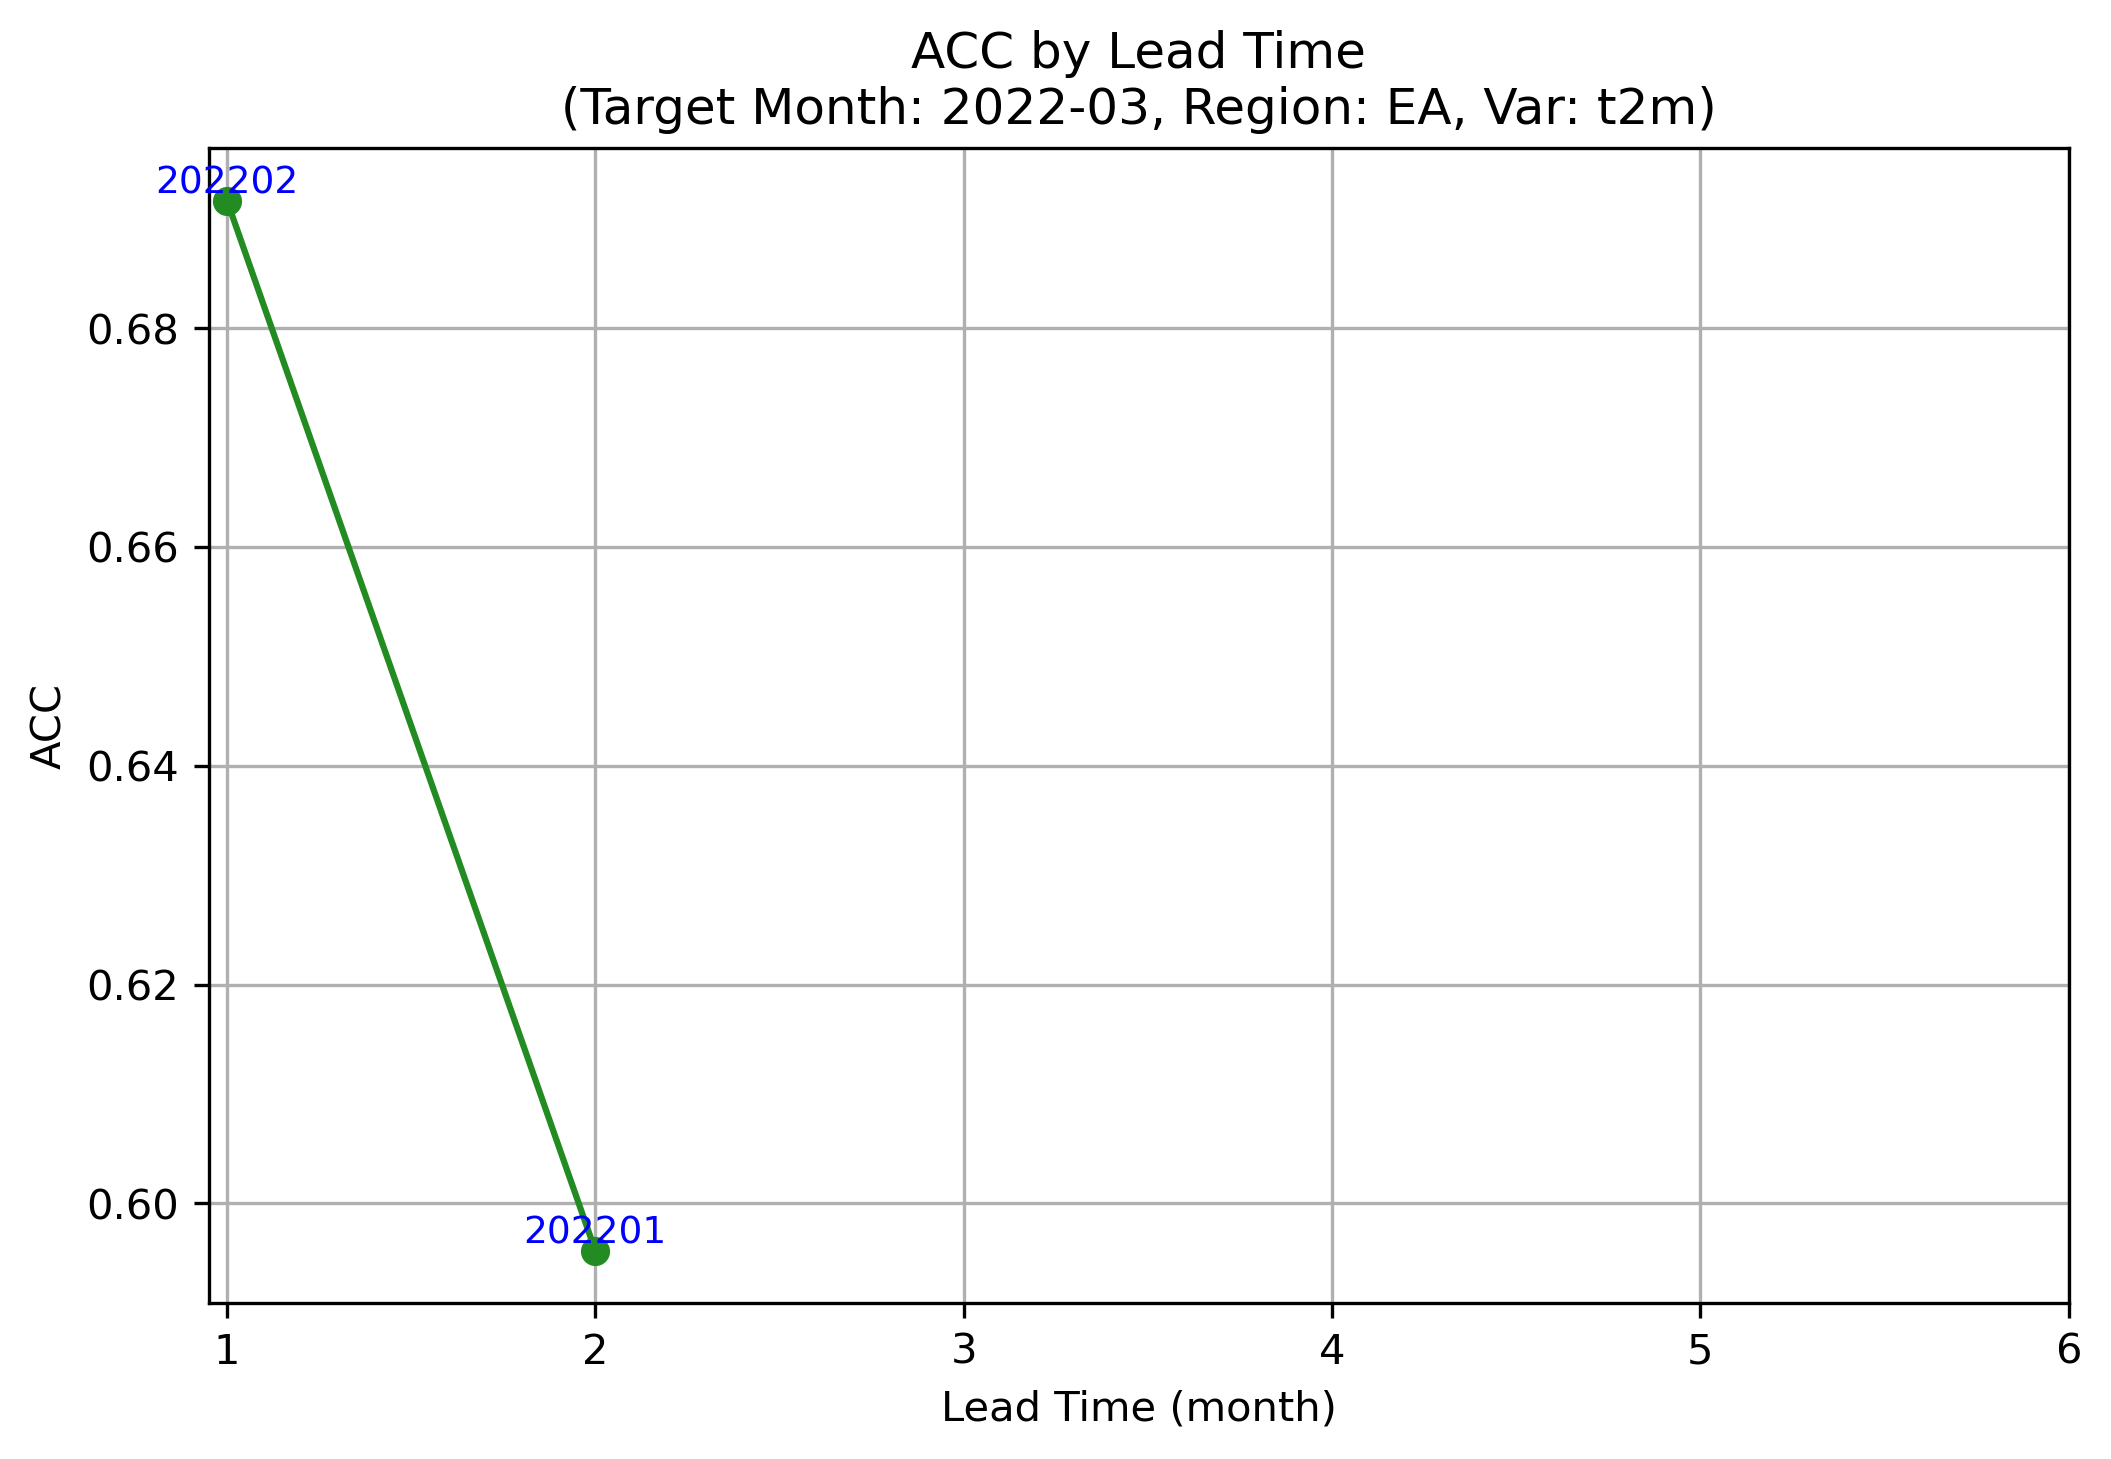 ACC by Lead Time
(Target Month: 2022-03, Region: EA, Var: t2m)
202202
0.68
0.66
0.64
0.62
0.60
ACC
202201
1 2 3 4 5 6
Lead Time (month)